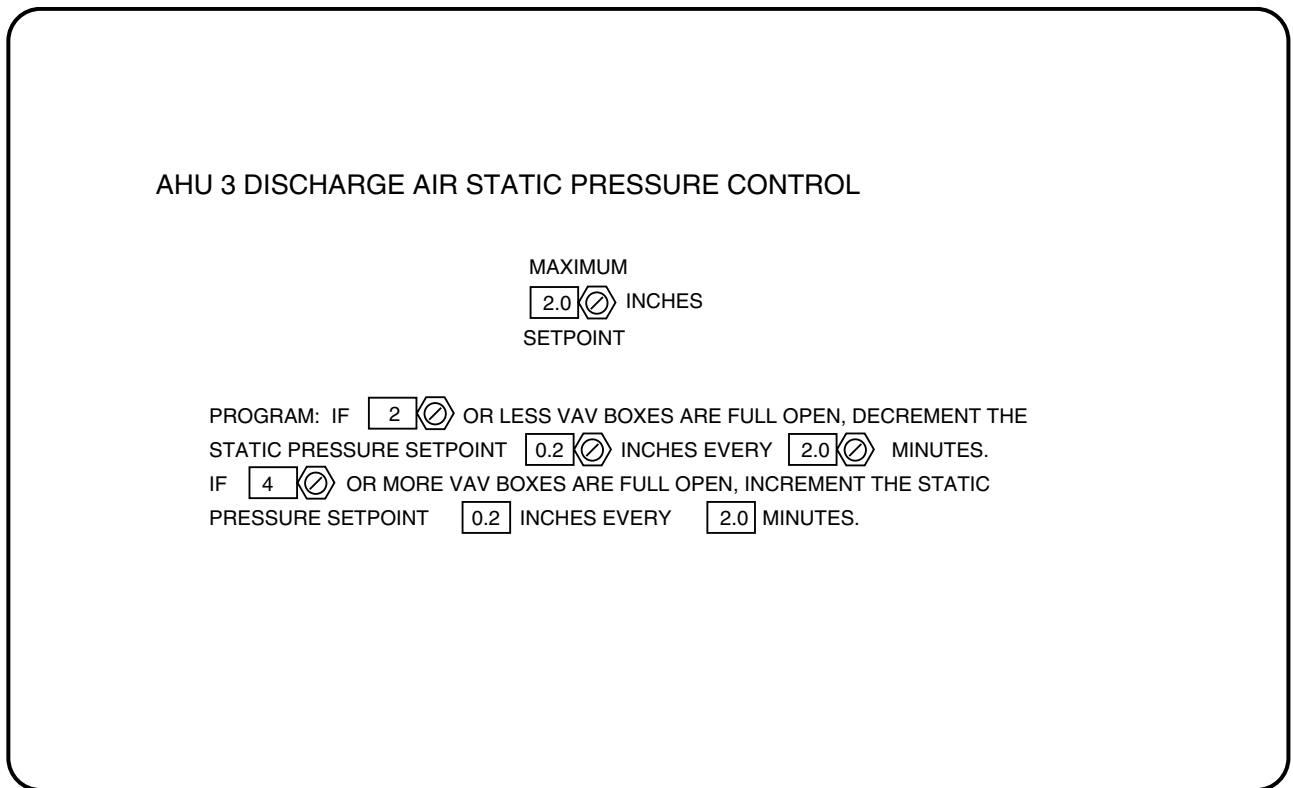 AHU 3 DISCHARGE AIR STATIC PRESSURE CONTROL
MAXIMUM
2.0 INCHES
SETPOINT
PROGRAM: IF 2 OR LESS VAV BOXES ARE FULL OPEN, DECREMENT THE
STATIC PRESSURE SETPOINT 0.2 INCHES EVERY 2.0 MINUTES.
IF 4 OR MORE VAV BOXES ARE FULL OPEN, INCREMENT THE STATIC
PRESSURE SETPOINT 0.2 INCHES EVERY 2.0 MINUTES.